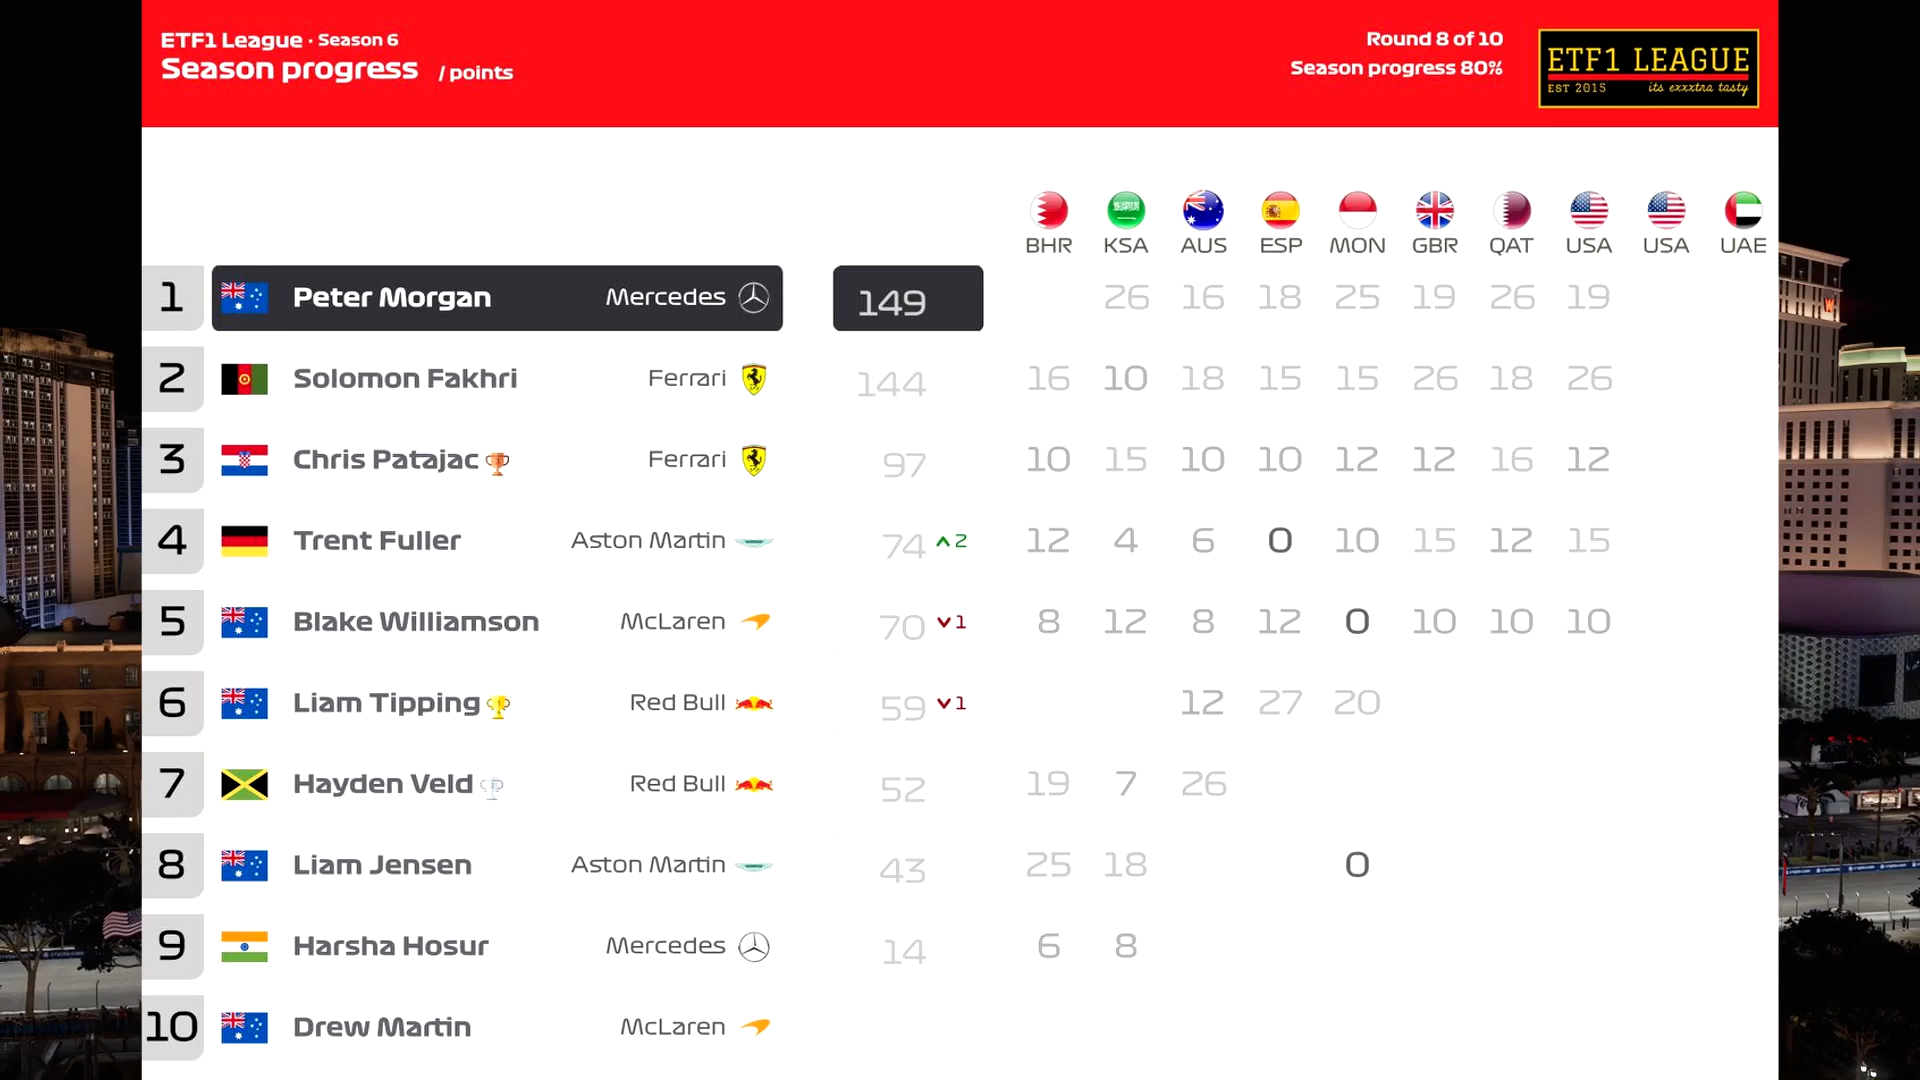 ETF1 League · Season 6
Season progress / points
Round 8 of 10
Season progress 80%
ETF1 LEAGUE
EST 2015 its exxxtra tasty
BHR KSA AUS ESP MON GBR QAT USA USA UAE
1 Peter Morgan Mercedes 149 26 16 18 25 19 26 19
2 Solomon Fakhri Ferrari 144 16 10 18 15 15 26 18 26
3 Chris Patajac Ferrari 97 10 15 10 10 12 12 16 12
4 Trent Fuller Aston Martin 74 2 12 4 6 0 10 15 12 15
5 Blake Williamson McLaren 70 1 8 12 8 12 0 10 10 10
6 Liam Tipping Red Bull 59 1 12 27 20
7 Hayden Veld Red Bull 52 19 7 26
8 Liam Jensen Aston Martin 43 25 18 0
9 Harsha Hosur Mercedes 14 6 8
10 Drew Martin McLaren